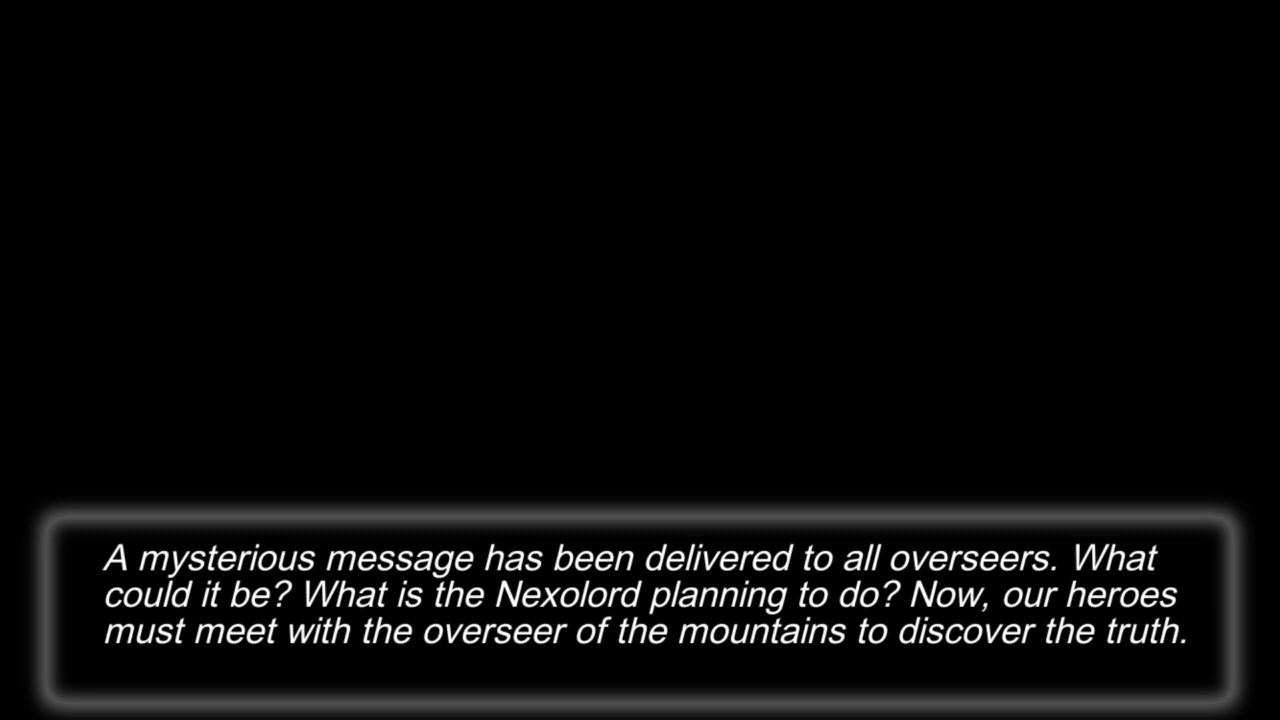 A mysterious message has been delivered to all overseers. What
could it be? What is the Nexolord planning to do? Now, our heroes
must meet with the overseer of the mountains to discover the truth.